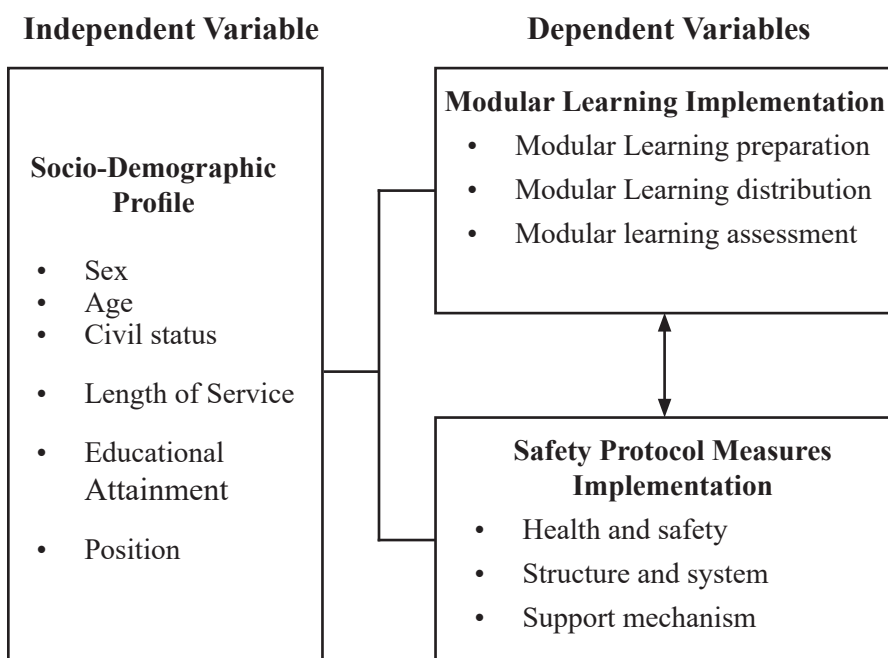 Independent Variable
Socio-Demographic
Profile
• Sex
• Age
• Civil status
• Length of Service
• Educational
Attainment
• Position
Dependent Variables
Modular Learning Implementation
• Modular Learning preparation
• Modular Learning distribution
• Modular learning assessment
Safety Protocol Measures
Implementation
• Health and safety
• Structure and system
• Support mechanism